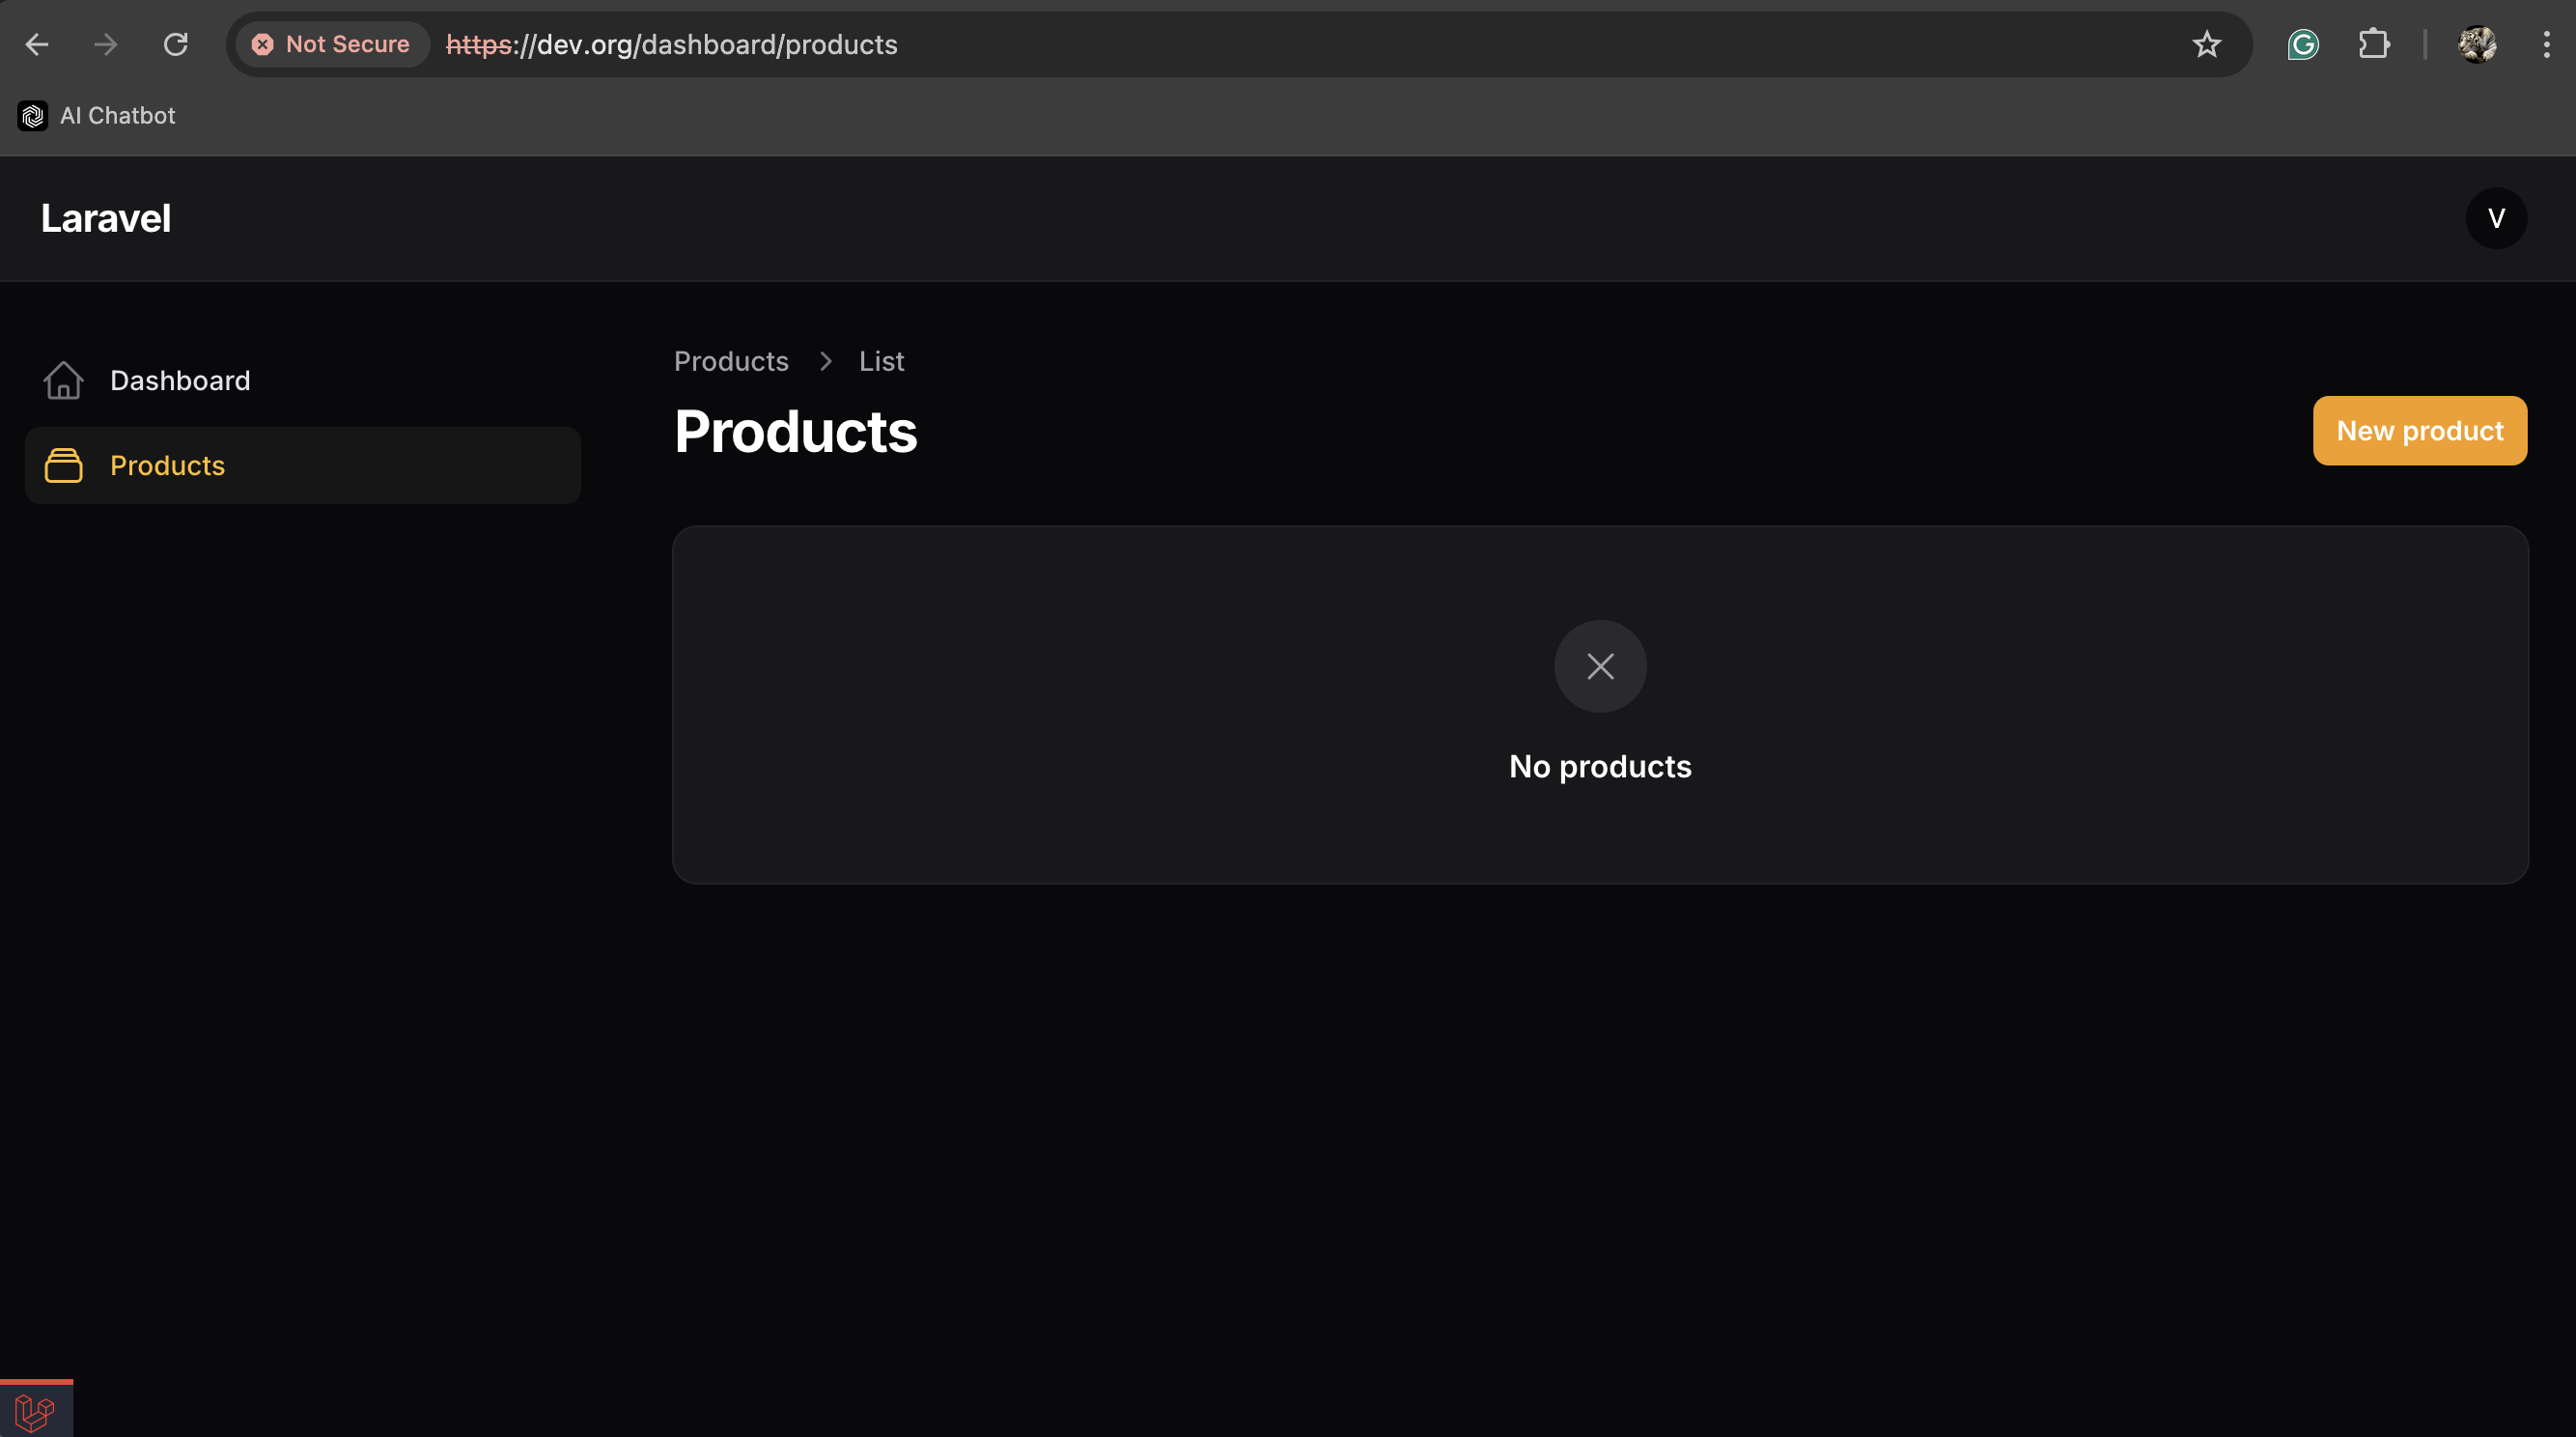 Not Secure https://dev.org/dashboard/products
AI Chatbot
Laravel
V
Dashboard
Products
Products > List
Products
New product
No products